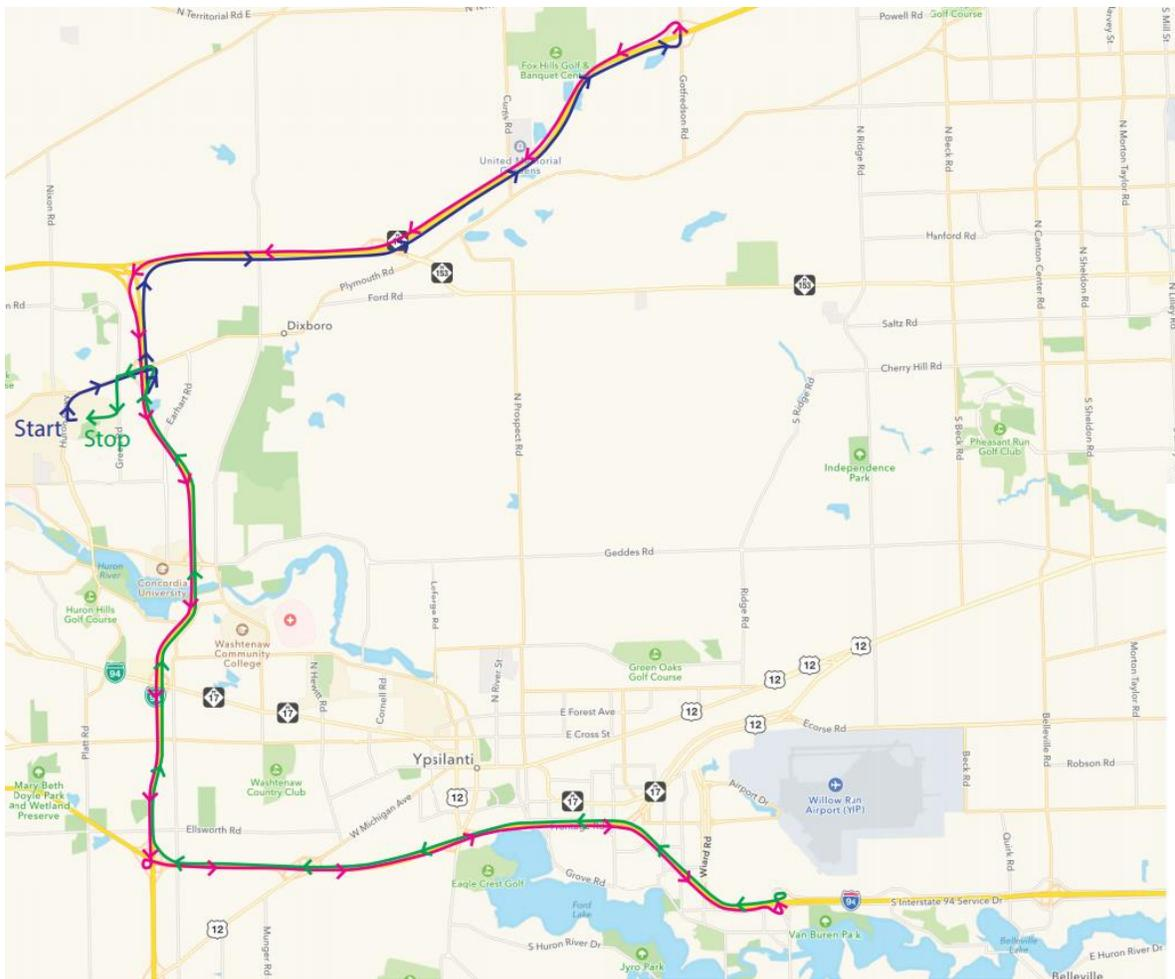 N Territorial Rd E
Powell Rd
Golf Course
S Mill St
Fox Hills Golf &
Banquet Center
Gotfredson Rd
Curtis Rd
N Ridge Rd
N Beck Rd
N Morton Taylor Rd
United Memorial
Gardens
Nixon Rd
N Canton Center Rd
N Sheldon Rd
Hanford Rd
Plymouth Rd
153
153
Ford Rd
N Lilley Rd
Dixboro
Saltz Rd
Cherry Hill Rd
Earhart Rd
N Prospect Rd
S Ridge Rd
S Beck Rd
S Sheldon Rd
Start
Stop
Pheasant Run
Golf Club
Independence
Park
Geddes Rd
Huron
River
Concordia
University
Huron Hills
Golf Course
Leforge Rd
Ridge Rd
Washtenaw
Community
College
Green Oaks
Golf Course
12
12
12
94
N Hewitt Rd
Cornell Rd
N River St
17
17
12
12
Morton Taylor Rd
E Forest Ave
E Cross St
Ecorse Rd
Platt Rd
Belleville Rd
Beck Rd
Robson Rd
Ypsilanti
Mary Beth
Doyle Park
and Wetland
Preserve
Washtenaw
Country Club
12
17
17
Airport Dr
Willow Run
Airport (YIP)
W Michigan Ave
Ellsworth Rd
Wiard Rd
Quirk Rd
Eagle Crest Golf
Grove Rd
Ford
Lake
94
S Interstate 94 Service Dr
Van Buren Park
12
Munger Rd
S Huron River Dr
Jyro Park
Belleville
Lake
E Huron River Dr
Belleville